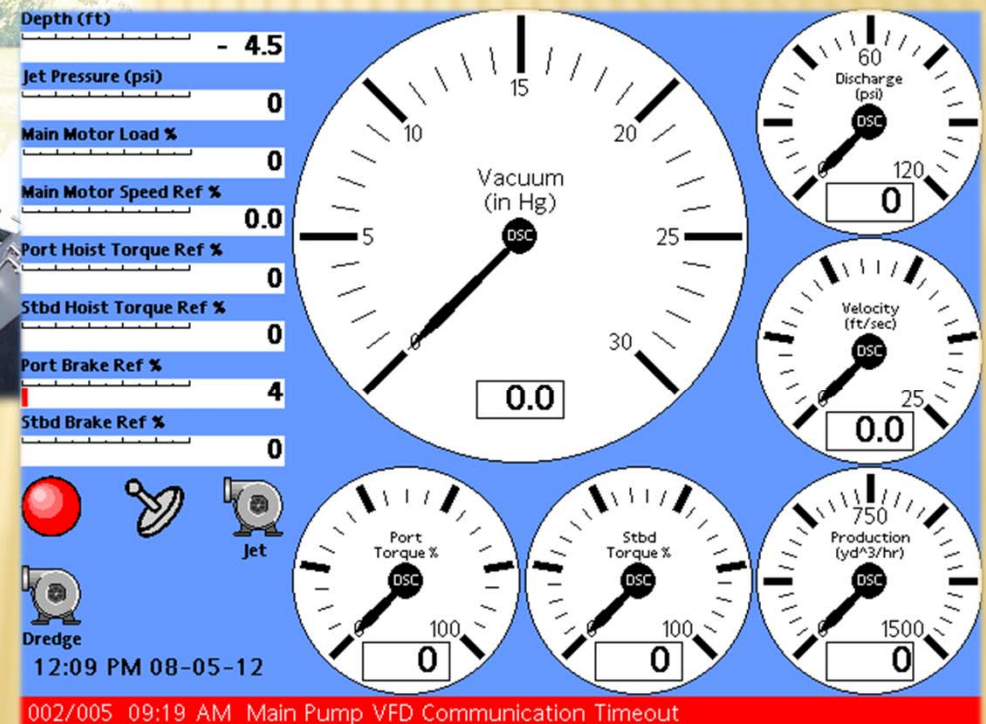 Depth (ft)
- 4.5
Jet Pressure (psi)
0
Main Motor Load %
0
Main Motor Speed Ref %
0.0
Port Hoist Torque Ref %
0
Stbd Hoist Torque Ref %
0
Port Brake Ref %
4
Stbd Brake Ref %
0
Jet
Dredge
12:09 PM 08-05-12
15
10
20
Vacuum
(in Hg)
DSC
5
25
0
30
0.0
60
Discharge
(psi)
DSC
0
120
0
Velocity
(ft/sec)
DSC
0
25
0.0
Port
Torque %
DSC
0
100
0
Stbd
Torque %
DSC
0
100
0
750
Production
(yd^3/hr)
DSC
0
1500
0
002/005 09:19 AM Main Pump VFD Communication Timeout